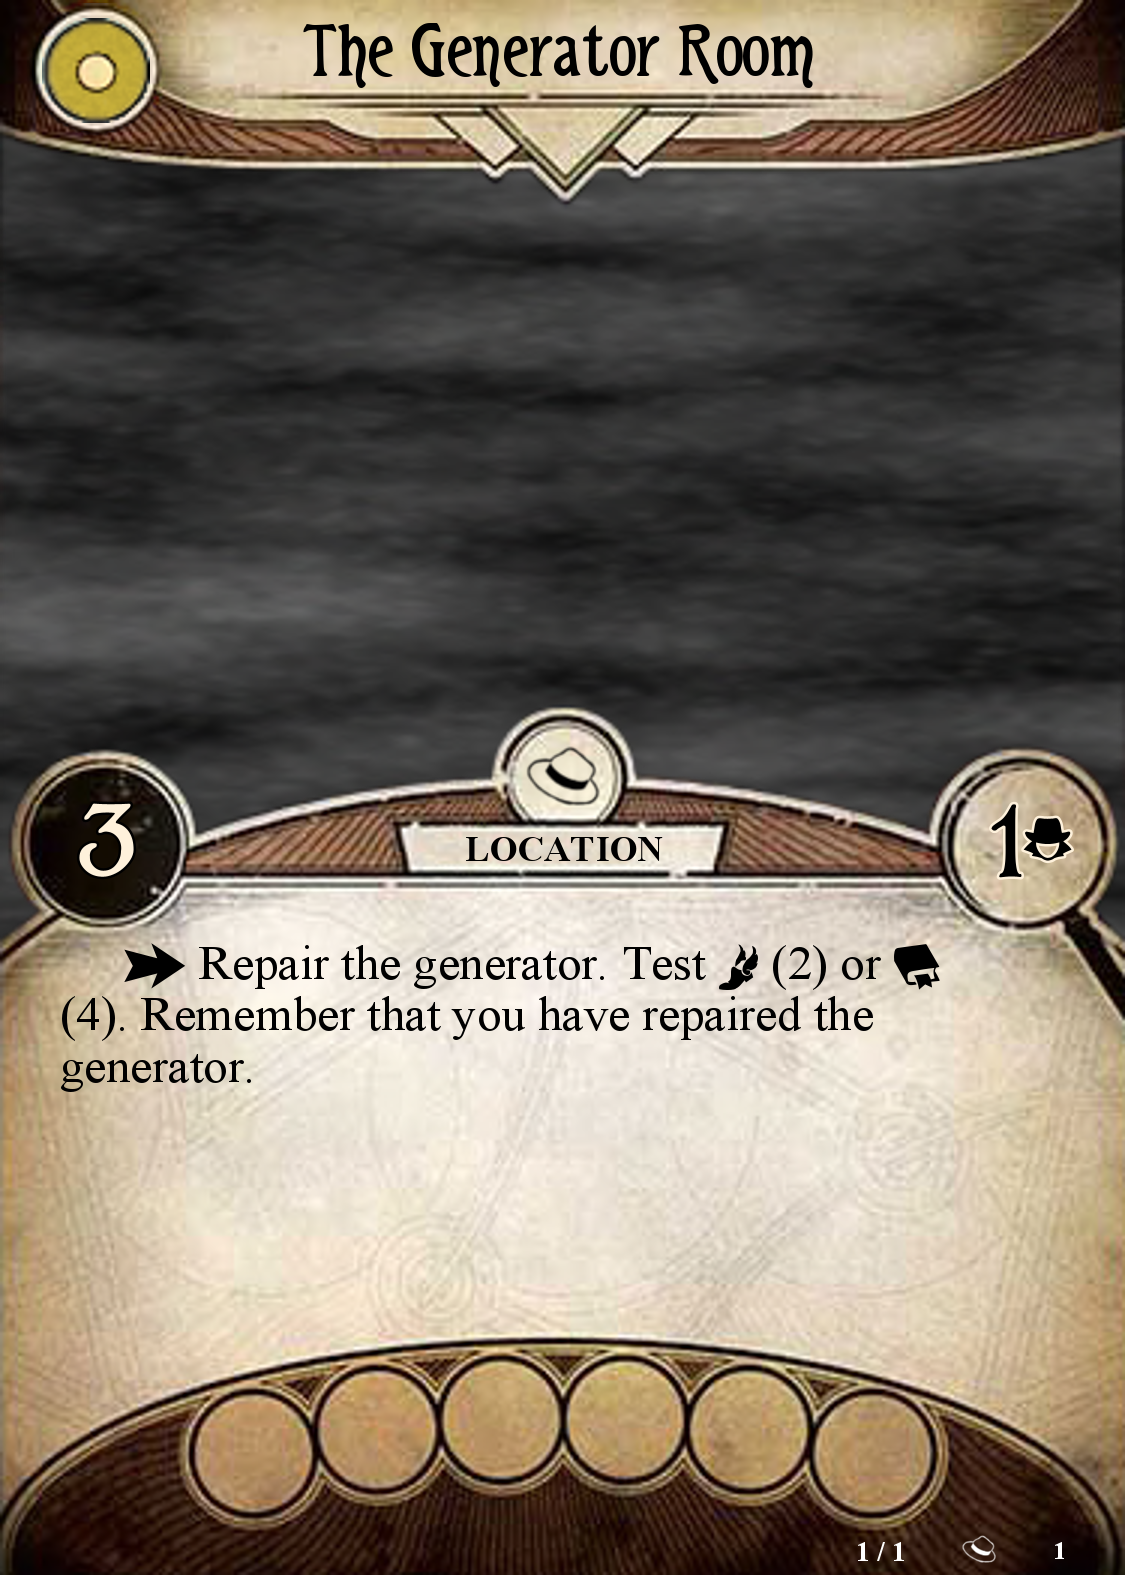 The Generator Room
3
LOCATION
1
Repair the generator. Test (2) or
(4). Remember that you have repaired the
generator.
1 / 1 1